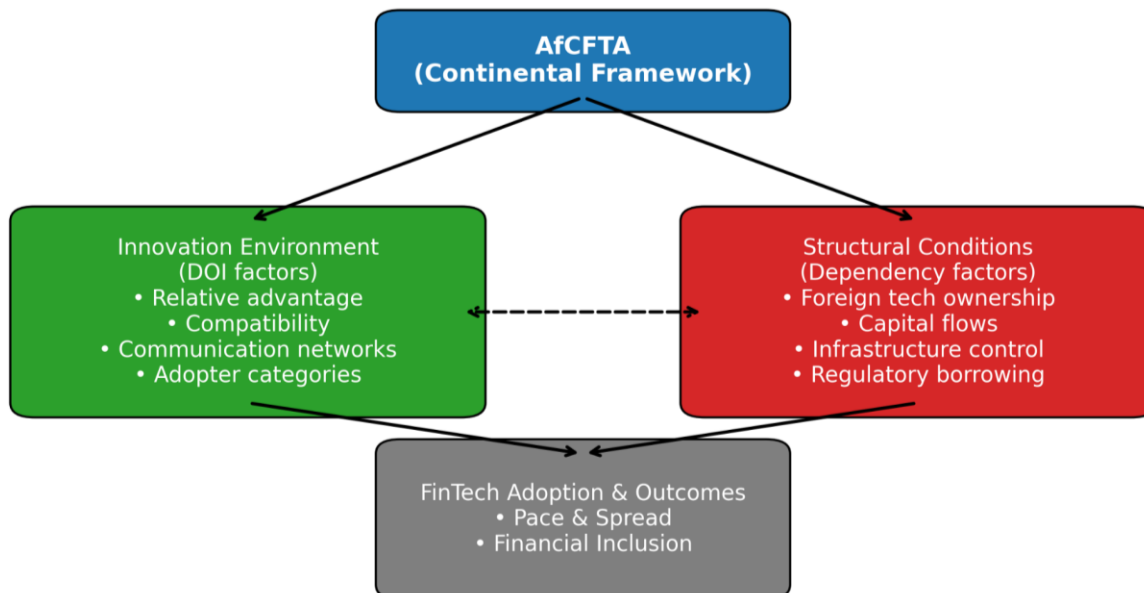 AfCFTA
(Continental Framework)
Innovation Environment
(DOI factors)
• Relative advantage
• Compatibility
• Communication networks
• Adopter categories
Structural Conditions
(Dependency factors)
• Foreign tech ownership
• Capital flows
• Infrastructure control
• Regulatory borrowing
FinTech Adoption & Outcomes
• Pace & Spread
• Financial Inclusion